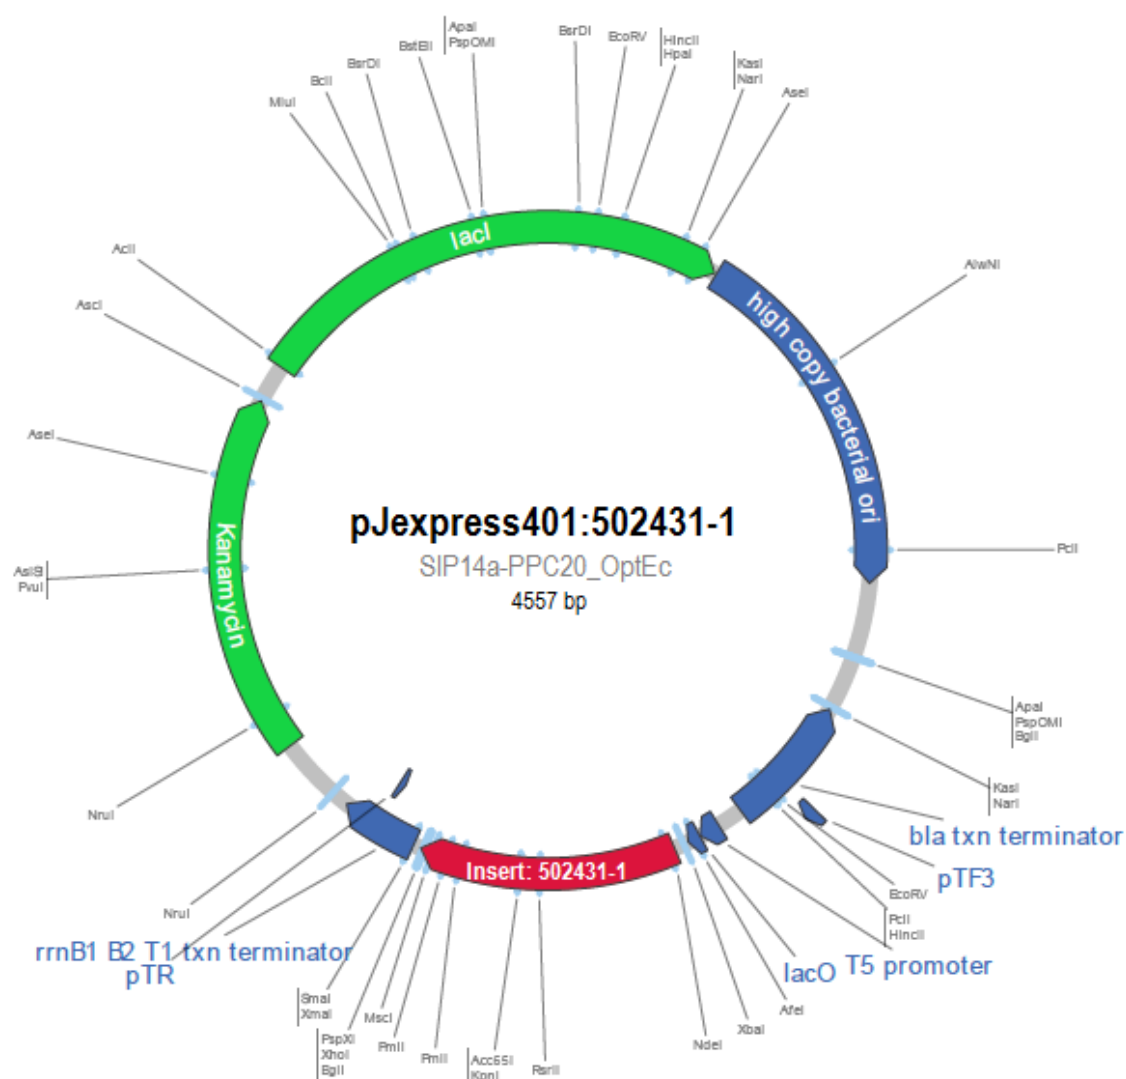 ApaI
PspOMI
BstEII
BsrDI
BclI
MluI
BsrDI
EcoRV
HincII
HpaI
KasI
NarI
AseI
lacI
AclI
AscI
AseI
AlwNI
high copy bacterial ori
Kanamycin
pJexpress401:502431-1
SIP14a-PPC20_OptEc
4557 bp
AsiSI
PvuI
PciI
ApaI
PspOMI
BglI
KasI
NarI
NruI
bla txn terminator
pTF3
EcoRV
PciI
HincII
Insert: 502431-1
NruI
rrnB1 B2 T1 txn terminator
pTR
lacO
T5 promoter
SmaI
XmaI
MscI
PspXI
XhoI
BglI
PmlI
PmlI
Acc65I
KpnI
RsrII
NdeI
XbaI
AfeI